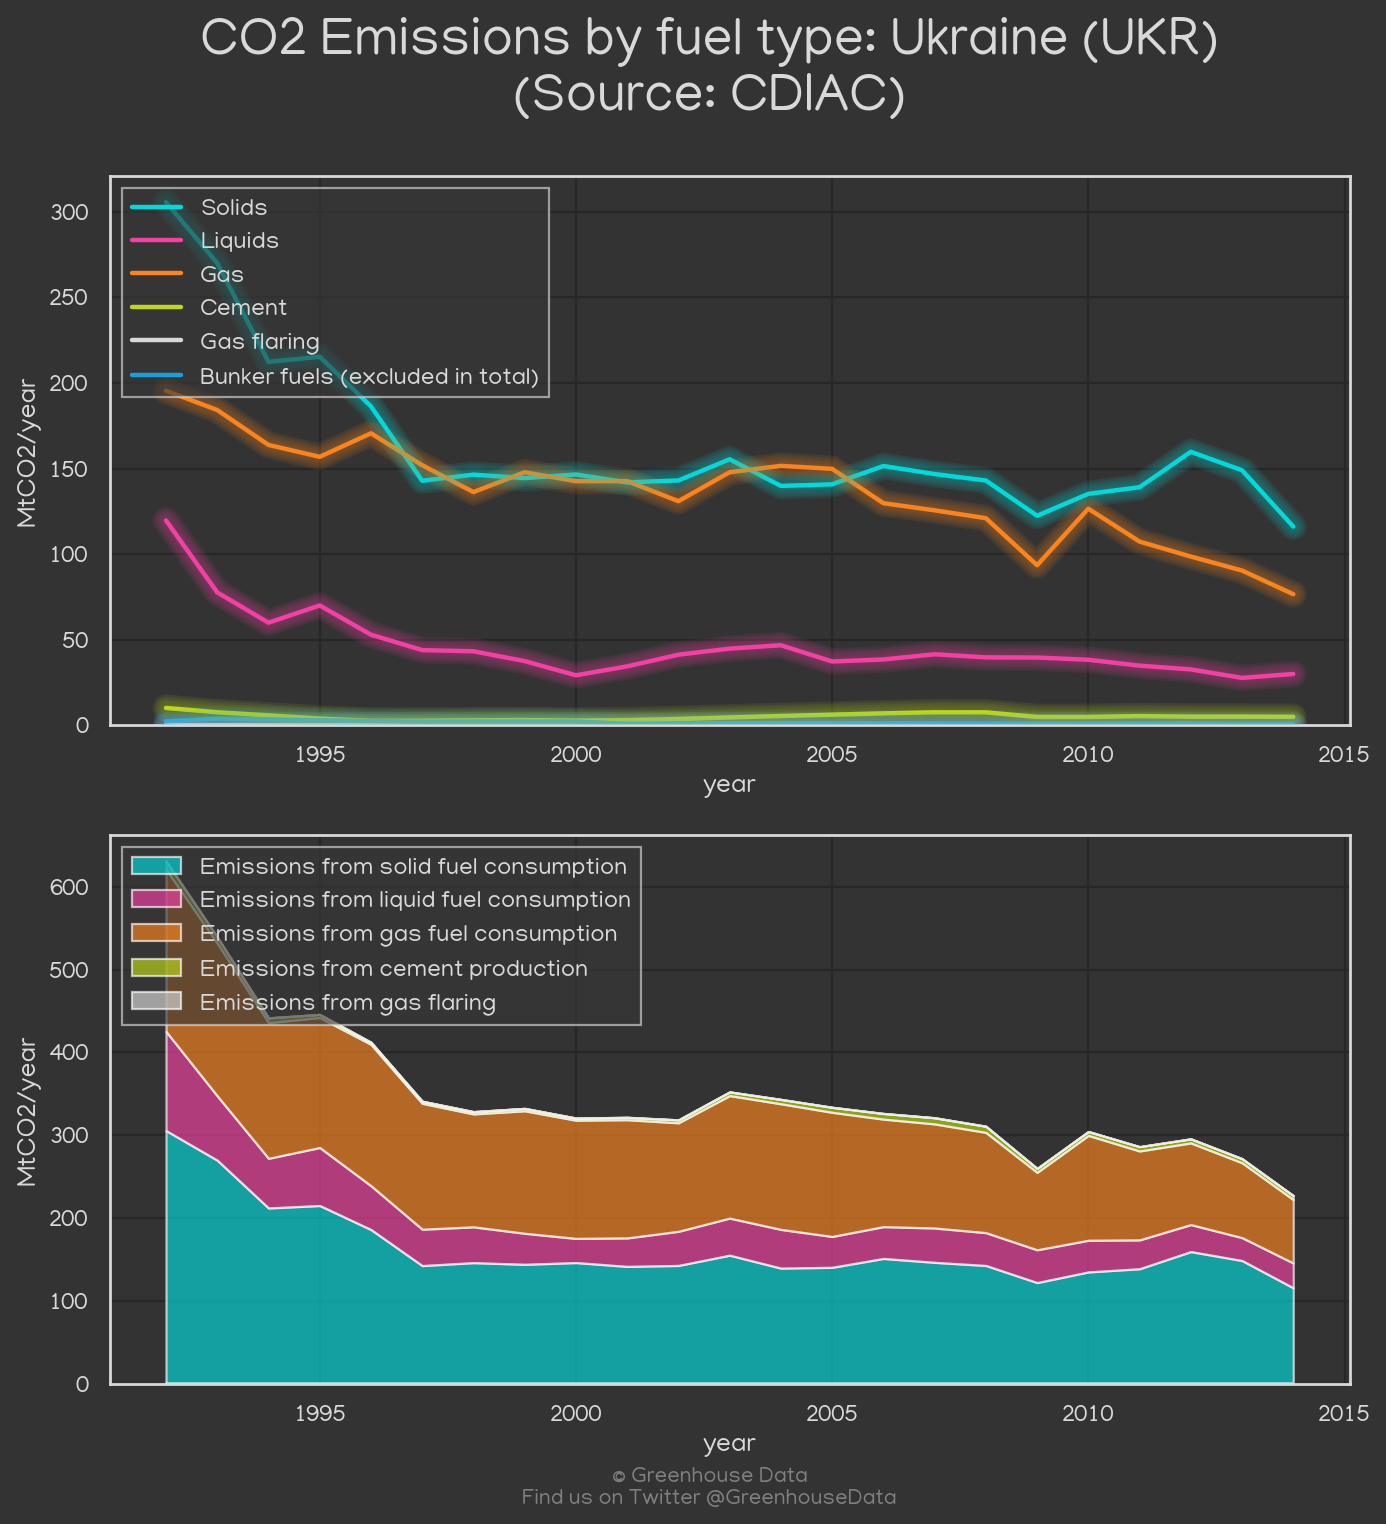 CO2 Emissions by fuel type: Ukraine (UKR)
(Source: CDIAC)
Solids
Liquids
Gas
Cement
Gas flaring
Bunker fuels (excluded in total)
MtCO2/year
300
250
200
150
100
50
0
1995 2000 2005 2010 2015
year
Emissions from solid fuel consumption
Emissions from liquid fuel consumption
Emissions from gas fuel consumption
Emissions from cement production
Emissions from gas flaring
MtCO2/year
600
500
400
300
200
100
0
1995 2000 2005 2010 2015
year
© Greenhouse Data
Find us on Twitter @GreenhouseData